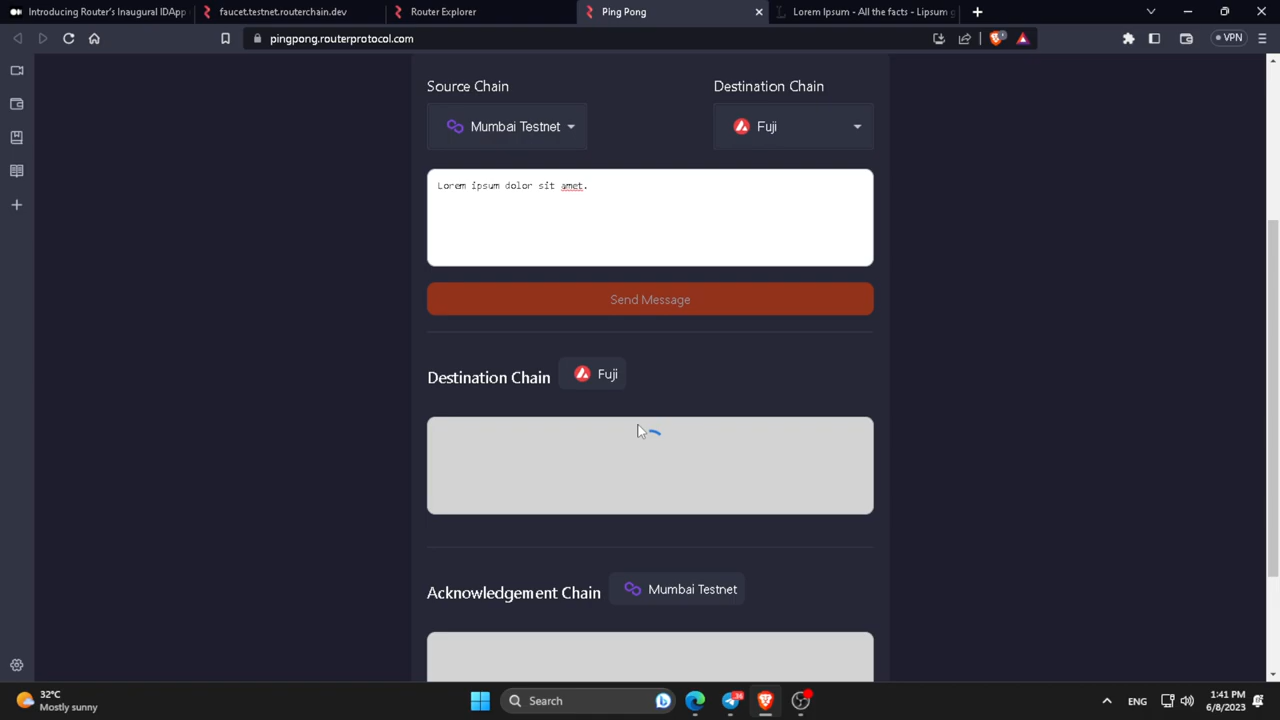 Introducing Router's Inaugural IDApp
faucet.testnet.routerchain.dev
Router Explorer
Ping Pong
Lorem Ipsum - All the facts - Lipsum g
pingpong.routerprotocol.com
1
VPN
Source Chain
Destination Chain
Mumbai Testnet
Fuji
Lorem ipsum dolor sit amet.
Send Message
Destination Chain
Fuji
Acknowledgement Chain
Mumbai Testnet
32°C
Mostly sunny
Search
ENG
1:41 PM
6/8/2023